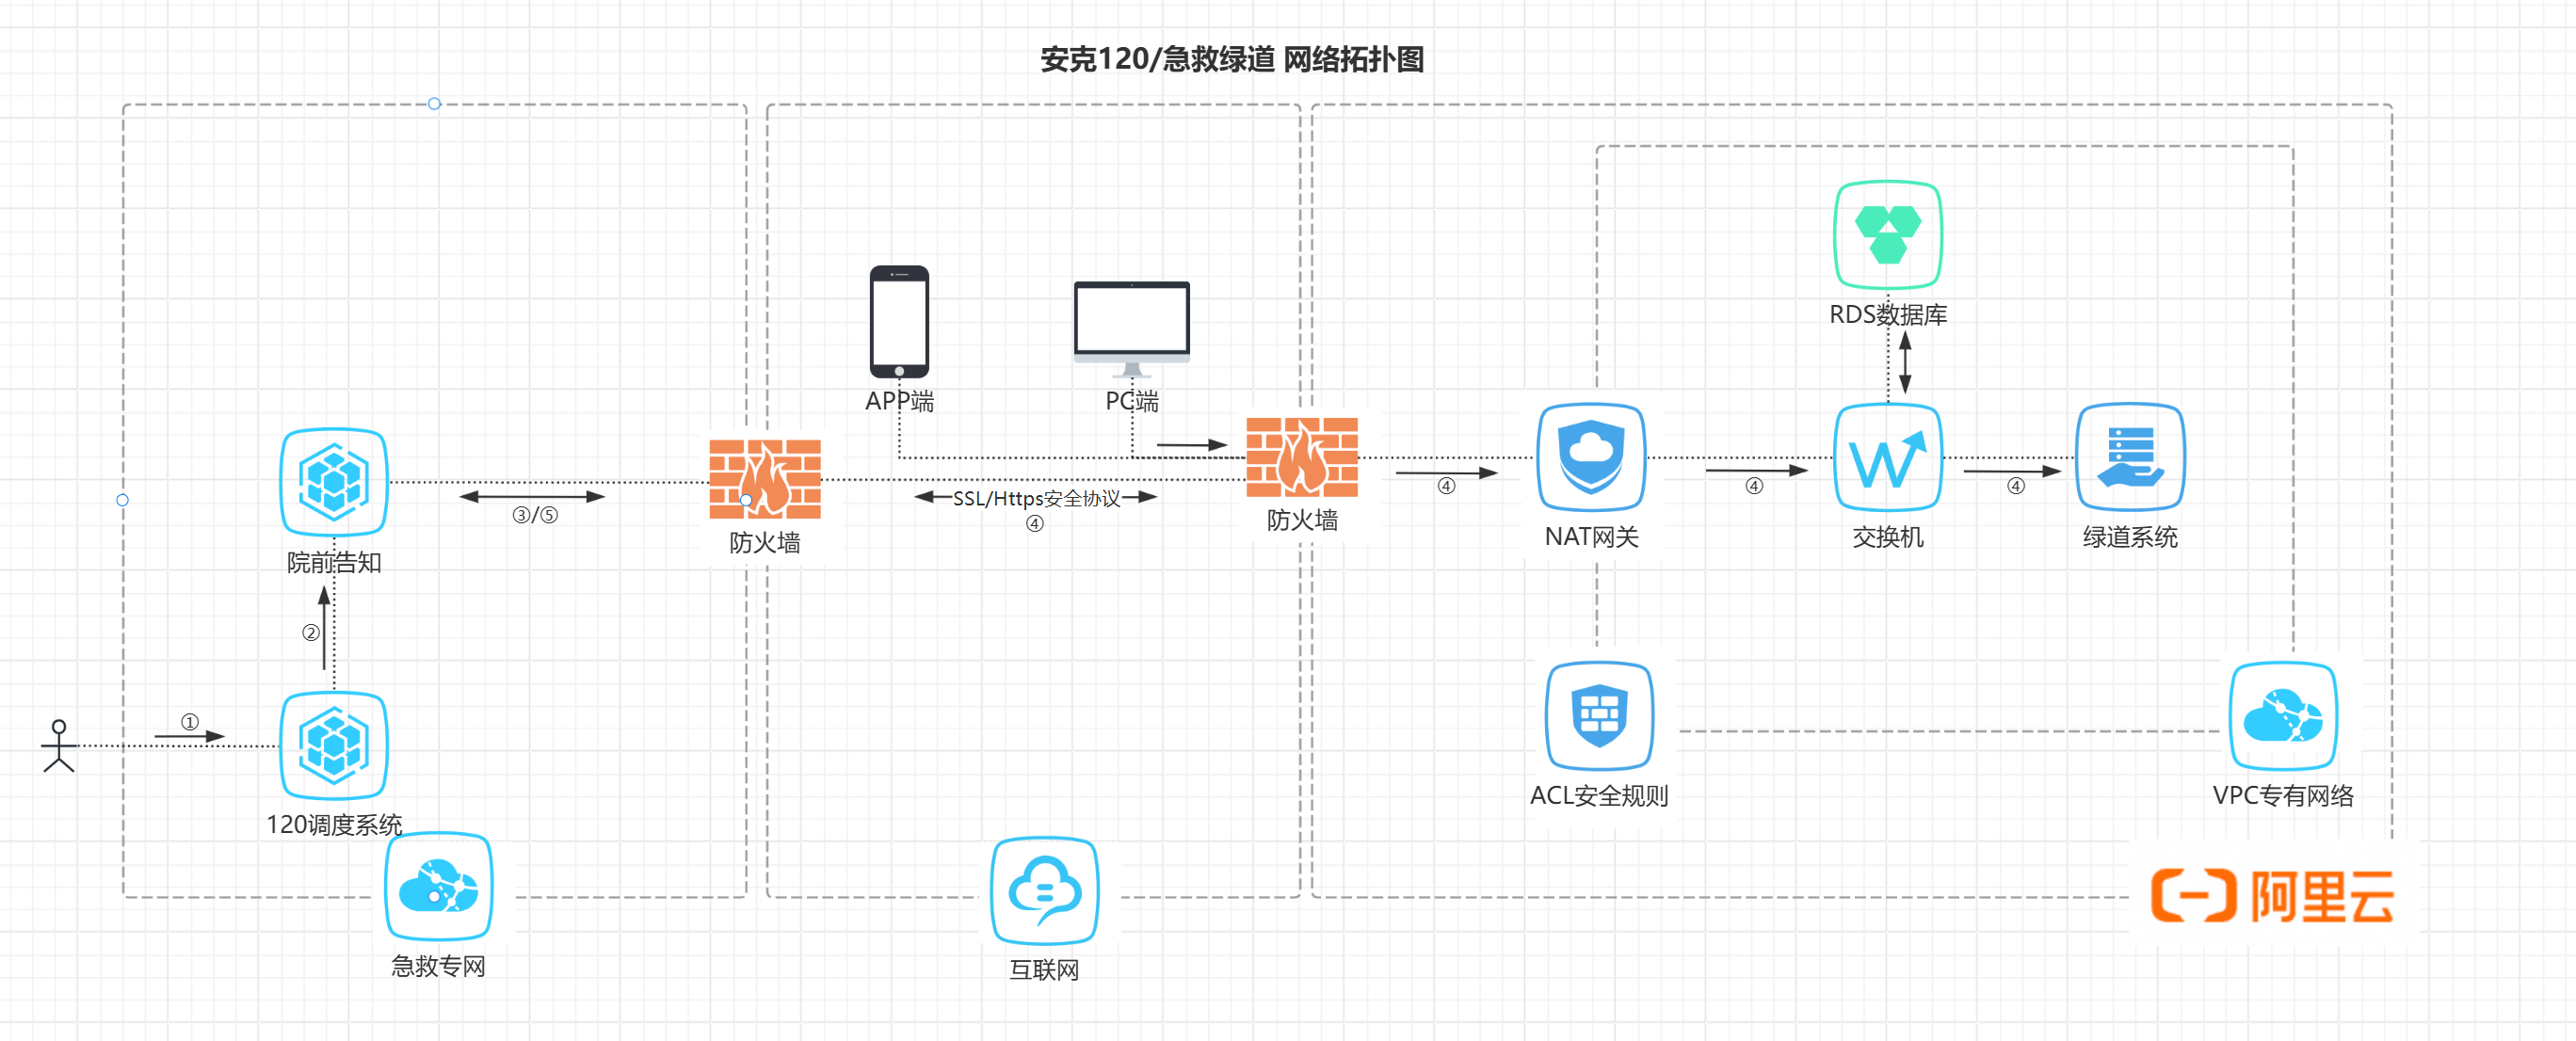 安克120/急救绿道 网络拓扑图
RDS数据库
APP端
PC端
SSL/Https安全协议
③/⑤
④
④
④
④
防火墙
防火墙
NAT网关
交换机
绿道系统
院前告知
②
①
120调度系统
ACL安全规则
VPC专有网络
阿里云
急救专网
互联网